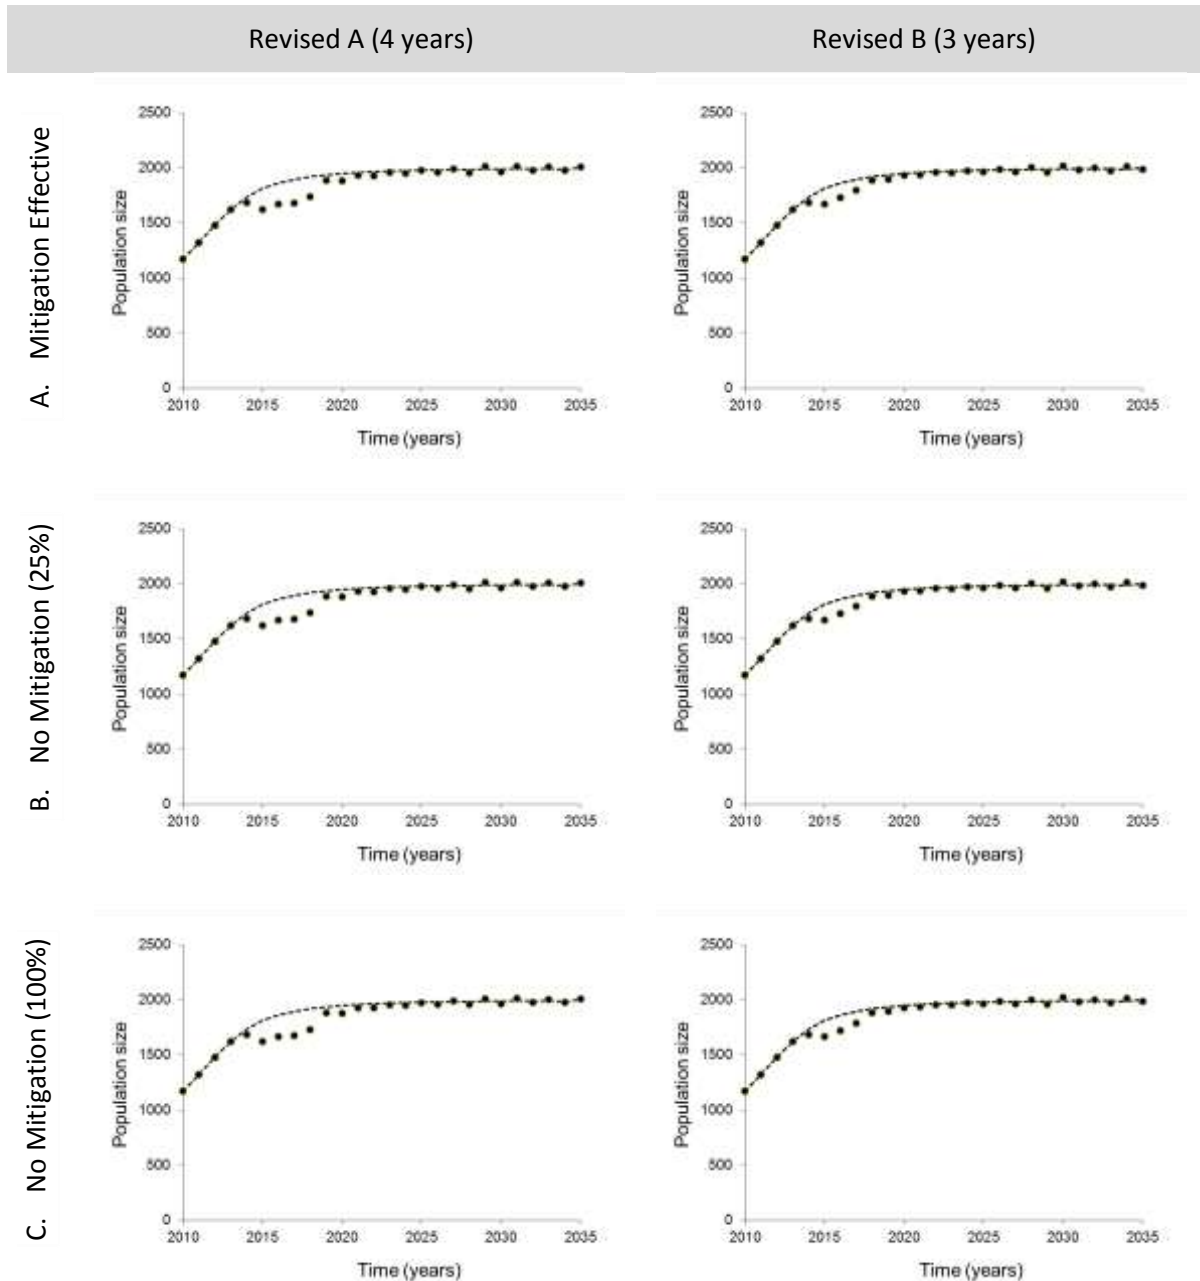 Revised A (4 years)
Revised B (3 years)
A. Mitigation Effective
2500
2000
1500
1000
500
0
Population size
2010 2015 2020 2025 2030 2035
Time (years)
2500
2000
1500
1000
500
0
Population size
2010 2015 2020 2025 2030 2035
Time (years)
B. No Mitigation (25%)
2500
2000
1500
1000
500
0
Population size
2010 2015 2020 2025 2030 2035
Time (years)
2500
2000
1500
1000
500
0
Population size
2010 2015 2020 2025 2030 2035
Time (years)
C. No Mitigation (100%)
2500
2000
1500
1000
500
0
Population size
2010 2015 2020 2025 2030 2035
Time (years)
2500
2000
1500
1000
500
0
Population size
2010 2015 2020 2025 2030 2035
Time (years)